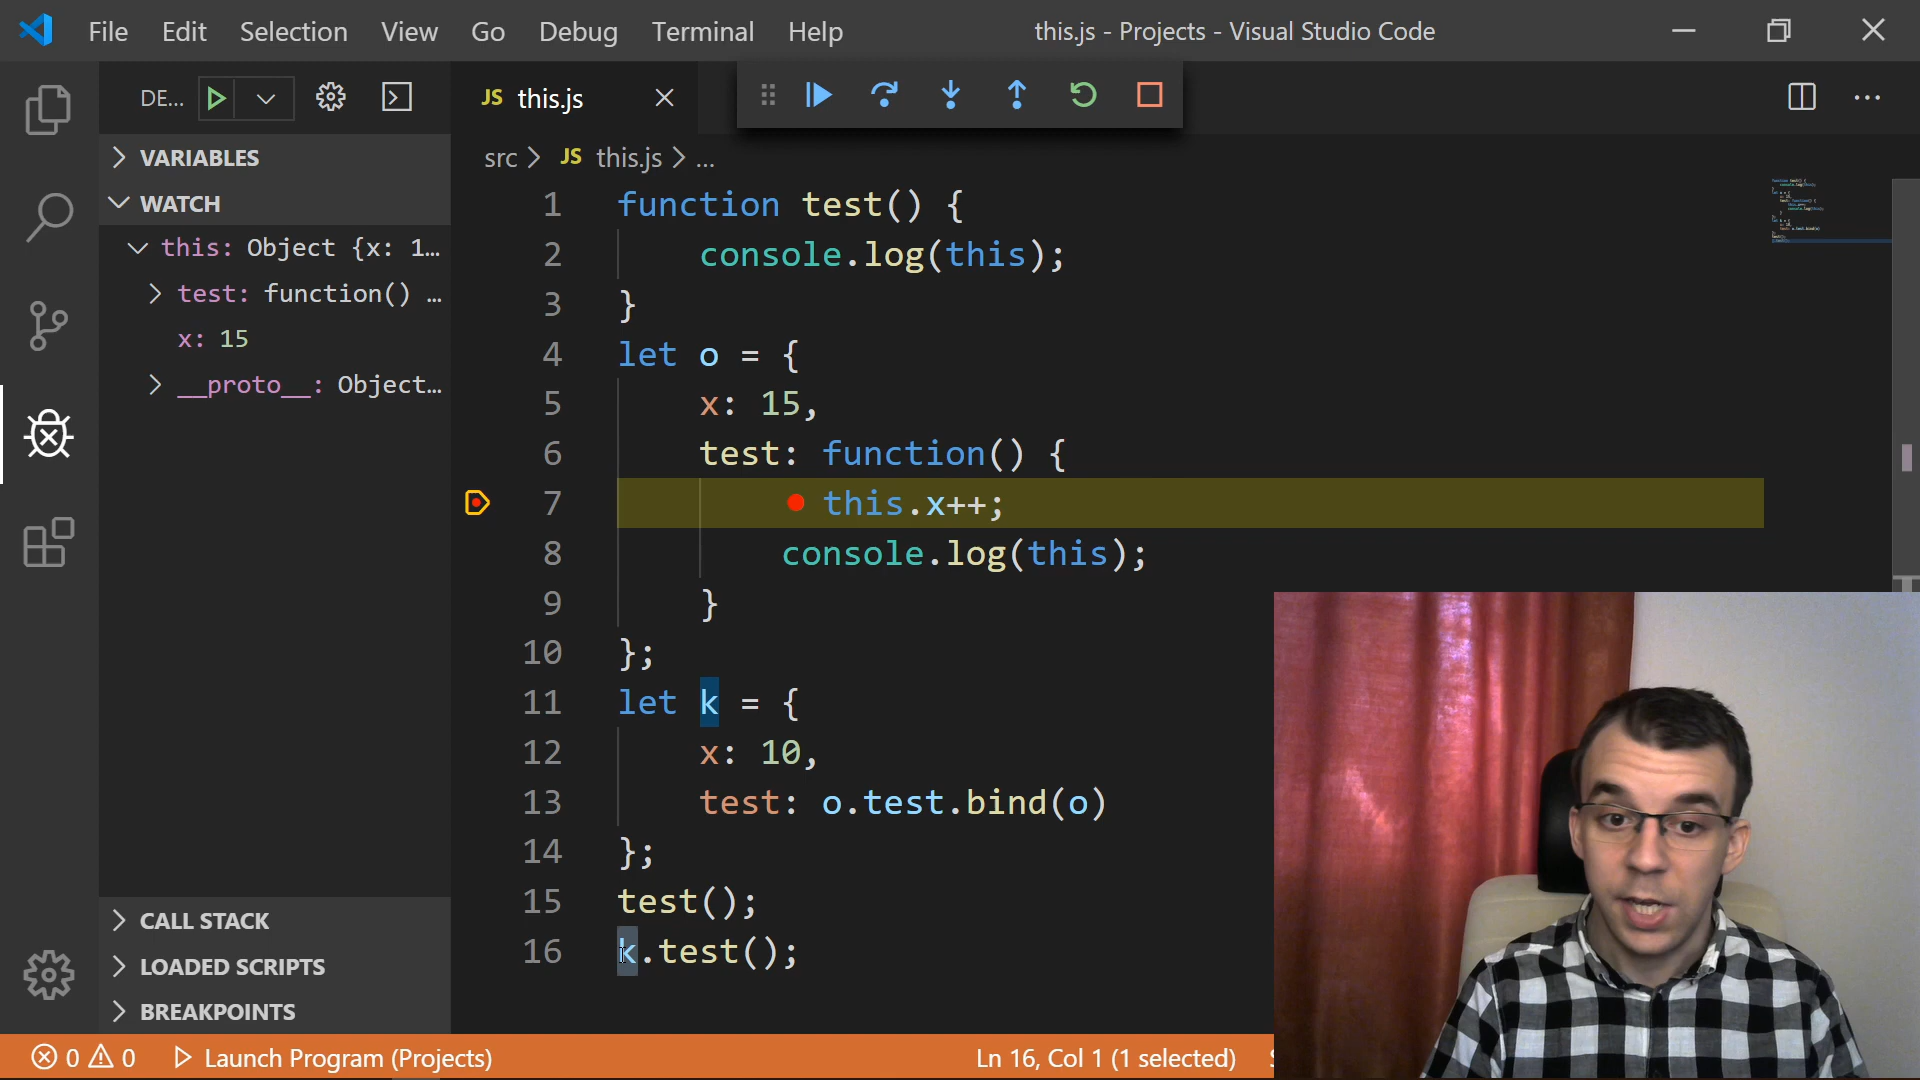 File Edit Selection View Go Debug Terminal Help
this.js - Projects - Visual Studio Code
DE...
JS this.js
src > JS this.js > ...
VARIABLES
WATCH
this: Object {x: 1...
test: function() ...
x: 15
__proto__: Object...
CALL STACK
LOADED SCRIPTS
BREAKPOINTS
1 function test() {
2 console.log(this);
3 }
4 let o = {
5 x: 15,
6 test: function() {
7 this.x++;
8 console.log(this);
9 }
10 };
11 let k = {
12 x: 10,
13 test: o.test.bind(o)
14 };
15 test();
16 k.test();
0 0 Launch Program (Projects)
Ln 16, Col 1 (1 selected)